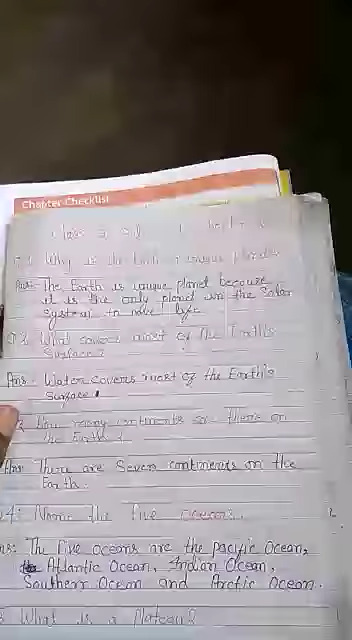 Chapter Checklist
Q.1 Why is the Earth a unique planet?
Ans:- The Earth is unique planet because
it is the only planet in the Solar
system to have life.
Q.2 What covers most of the Earth's
Surface?
Ans:- Water covers most of the Earth's
Surface.
How many continents are there on
the Earth?
Ans: There are Seven continents on the
Earth.
4: Name the five oceans.
ns: The five oceans are the pacific Ocean,
Atlantic Ocean, Indian Ocean,
Southern Ocean and Arctic Ocean.
What is a Plateau?